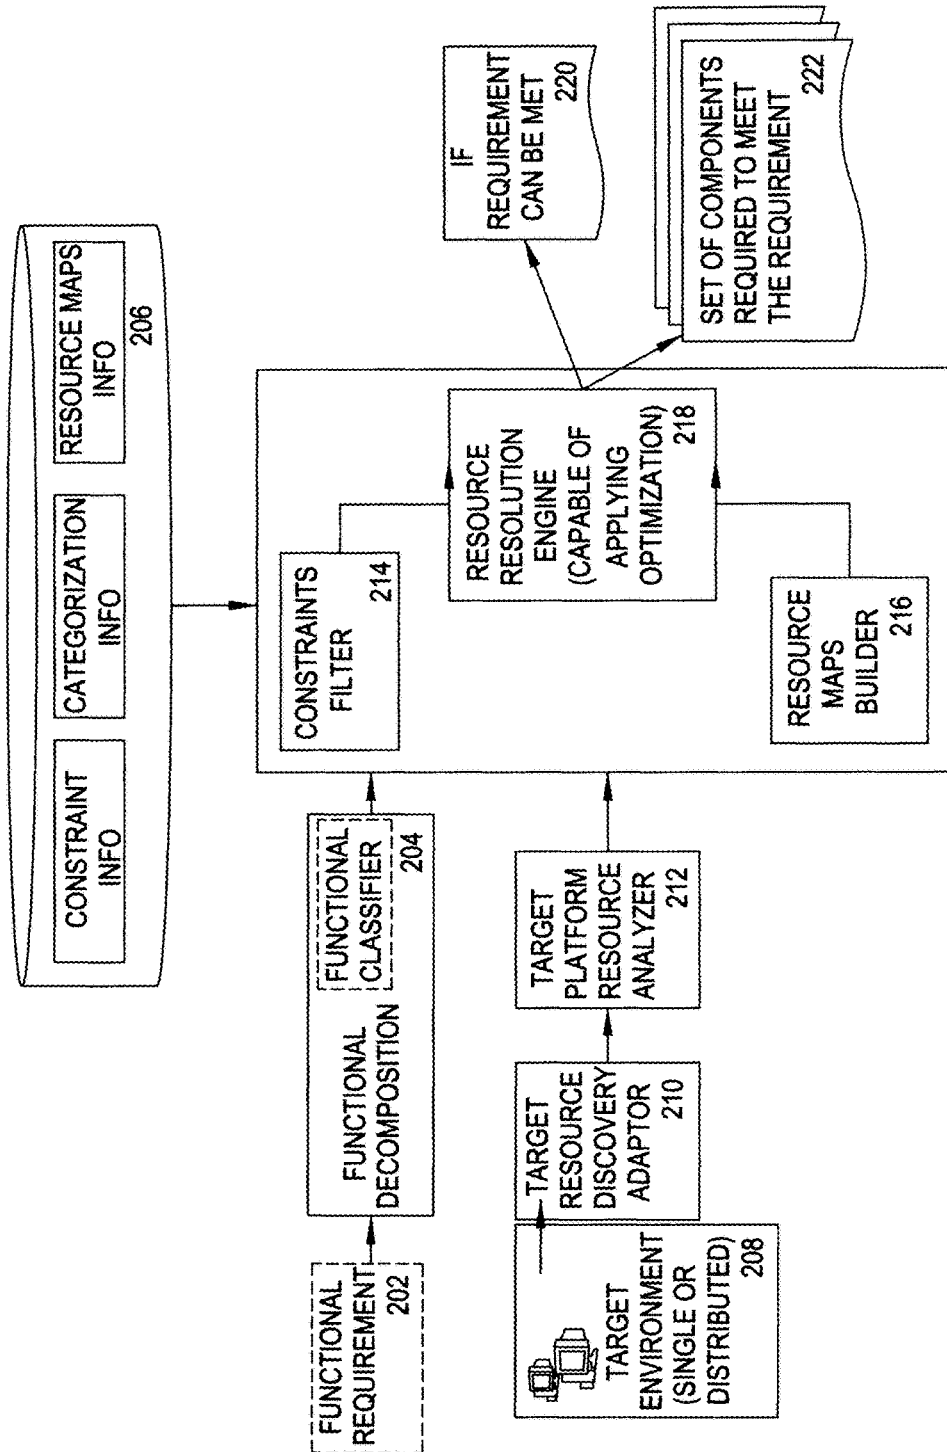 CONSTRAINT
INFO
CATEGORIZATION
INFO
RESOURCE MAPS
INFO
206
FUNCTIONAL
REQUIREMENT
202
FUNCTIONAL
DECOMPOSITION
FUNCTIONAL
CLASSIFIER
204
CONSTRAINTS
FILTER
214
RESOURCE
RESOLUTION
ENGINE
(CAPABLE OF
APPLYING
OPTIMIZATION)
218
IF
REQUIREMENT
CAN BE MET
220
SET OF COMPONENTS
REQUIRED TO MEET
THE REQUIREMENT
222
TARGET
ENVIRONMENT
(SINGLE OR
DISTRIBUTED)
208
TARGET
RESOURCE
DISCOVERY
ADAPTOR
210
TARGET
PLATFORM
RESOURCE
ANALYZER
212
RESOURCE
MAPS
BUILDER
216